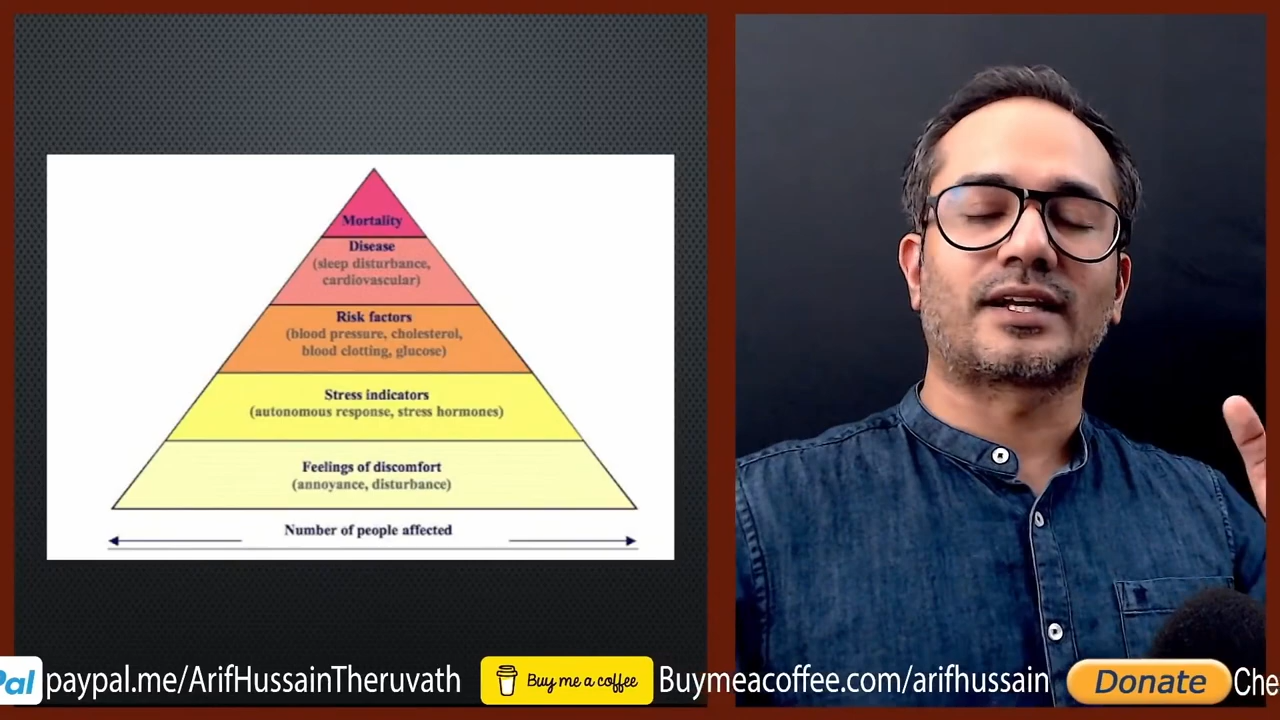 Mortality
Disease
(sleep disturbance,
cardiovascular)
Risk factors
(blood pressure, cholesterol,
blood clotting, glucose)
Stress indicators
(autonomous response, stress hormones)
Feelings of discomfort
(annoyance, disturbance)
Number of people affected
Pal paypal.me/ArifHussainTheruvath Buy me a coffee Buymeacoffee.com/arifhussain Donate Che